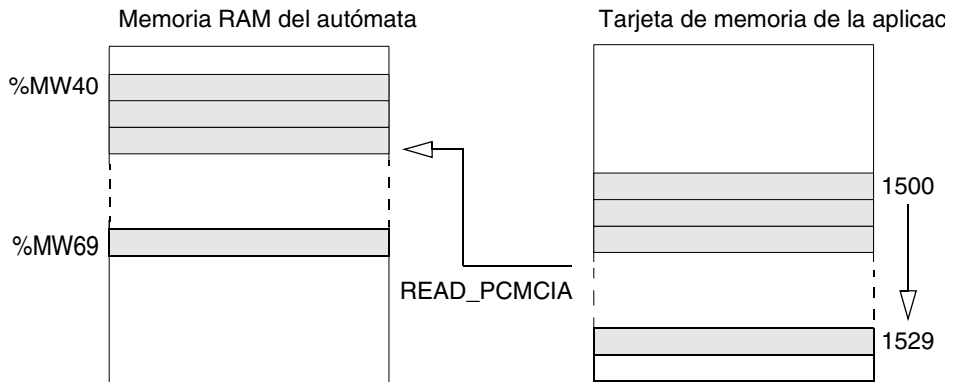 Memoria RAM del autómata
Tarjeta de memoria de la aplicac
%MW40
1500
%MW69
READ_PCMCIA
1529